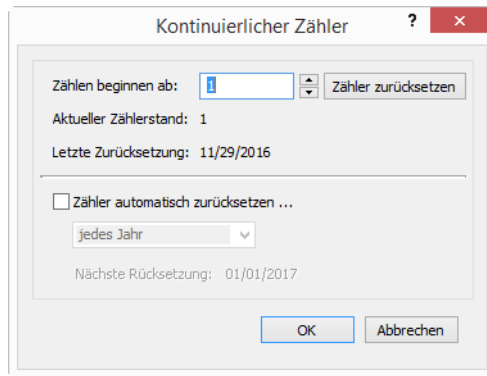 Kontinuierlicher Zähler ? ×
Zählen beginnen ab: 1 Zähler zurücksetzen
Aktueller Zählerstand: 1
Letzte Zurücksetzung: 11/29/2016
Zähler automatisch zurücksetzen ...
jedes Jahr
Nächste Rücksetzung: 01/01/2017
OK Abbrechen